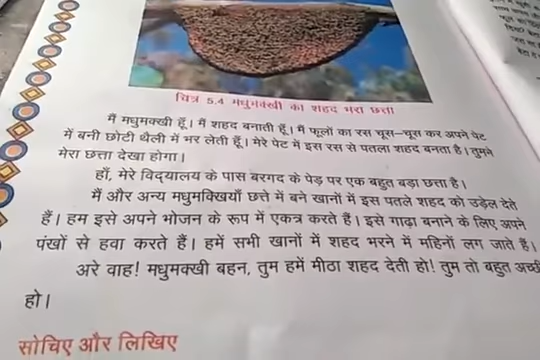 चित्र 5.4 मधुमक्खी का शहद भरा छत्ता
मैं मधुमक्खी हूँ। मैं शहद बनाती हूँ। मैं फूलों का रस चूस-चूस कर अपने पेट
में बनी छोटी थैली में भर लेती हूँ। मेरे पेट में इस रस से पतला शहद बनता है। तुमने
मेरा छत्ता देखा होगा।
हाँ, मेरे विद्यालय के पास बरगद के पेड़ पर एक बहुत बड़ा छत्ता है।
मैं और अन्य मधुमक्खियाँ छत्ते में बने खानों में इस पतले शहद को उड़ेल देते
हैं। हम इसे अपने भोजन के रूप में एकत्र करते हैं। इसे गाढ़ा बनाने के लिए अपने
पंखों से हवा करते हैं। हमें सभी खानों में शहद भरने में महिनों लग जाते हैं।
अरे वाह! मधुमक्खी बहन, तुम हमें मीठा शहद देती हो! तुम तो बहुत अच्छी
हो।
सोचिए और लिखिए